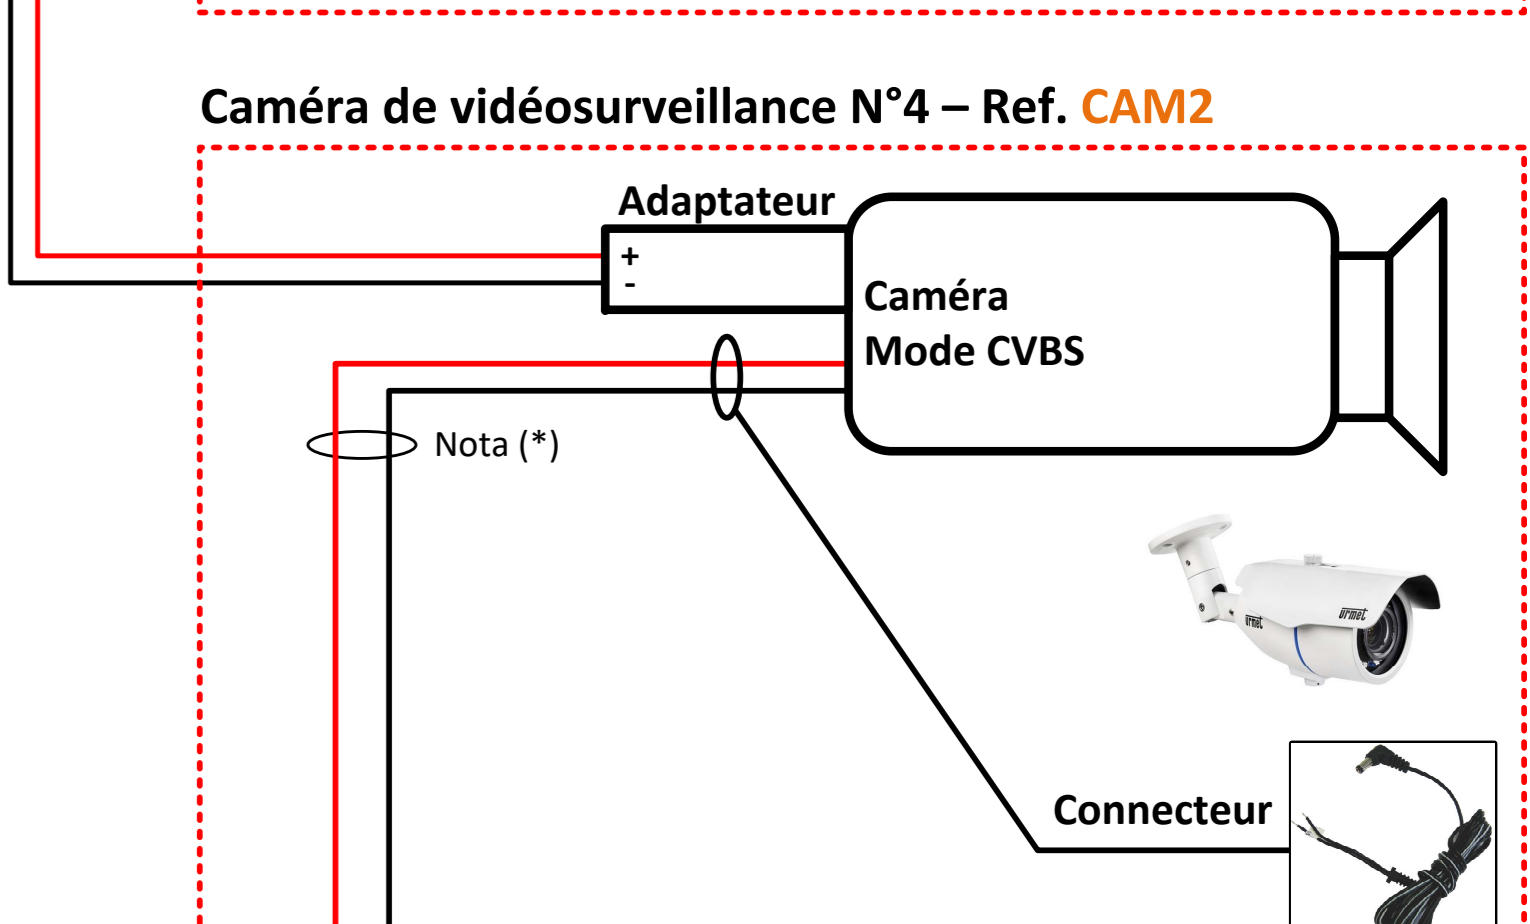 Caméra de vidéosurveillance N°4 – Ref. CAM2
Adaptateur
+
-
Caméra
Mode CVBS
Nota (*)
urmet
urmet
Connecteur